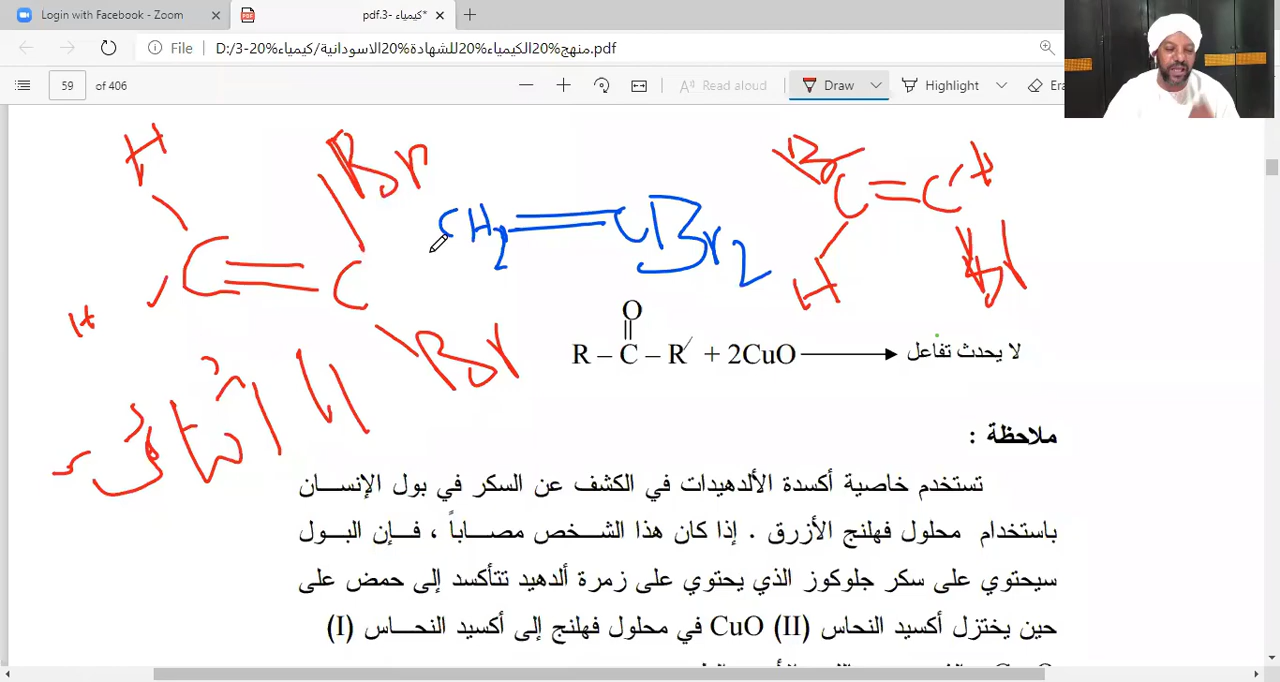 Login with Facebook - Zoom
كيمياء -3.pdf*
File D:/3-20%كيمياء/منهج%20الكيمياء%20للشهادة%20الاسودانية.pdf
59 of 406
Read aloud
Draw
Highlight
Era
H Br
C = C
H Br
CH2 = CBr2
Br H
C = C
H Br
O
R – C – R′ + 2CuO → لا يحدث تفاعل
ملاحظة :
تستخدم خاصية أكسدة الألدهيدات في الكشف عن السكر في بول الإنسان
باستخدام محلول فهلنج الأزرق . إذا كان هذا الشخص مصاباً ، فإن البول
سيحتوي على سكر جلوكوز الذي يحتوي على زمرة ألدهيد تتأكسد إلى حمض على
حين يختزل أكسيد النحاس (II) CuO في محلول فهلنج إلى أكسيد النحاس (I)